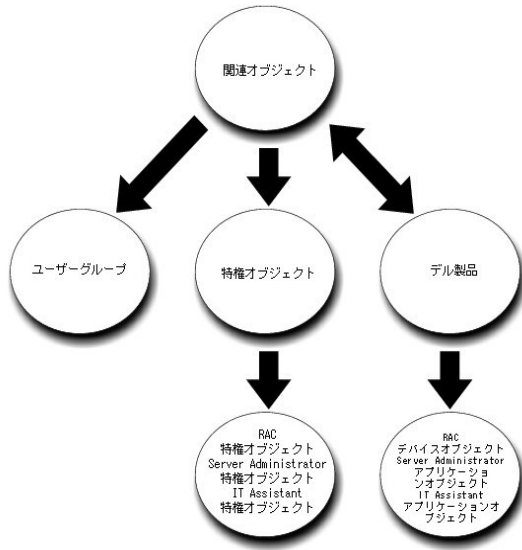 関連オブジェクト
ユーザーグループ
特権オブジェクト
デル製品
RAC
特権オブジェクト
Server Administrator
特権オブジェクト
IT Assistant
特権オブジェクト
RAC
デバイスオブジェクト
Server Administrator
アプリケーショ
ンオブジェクト
IT Assistant
アプリケーションオ
ブジェクト